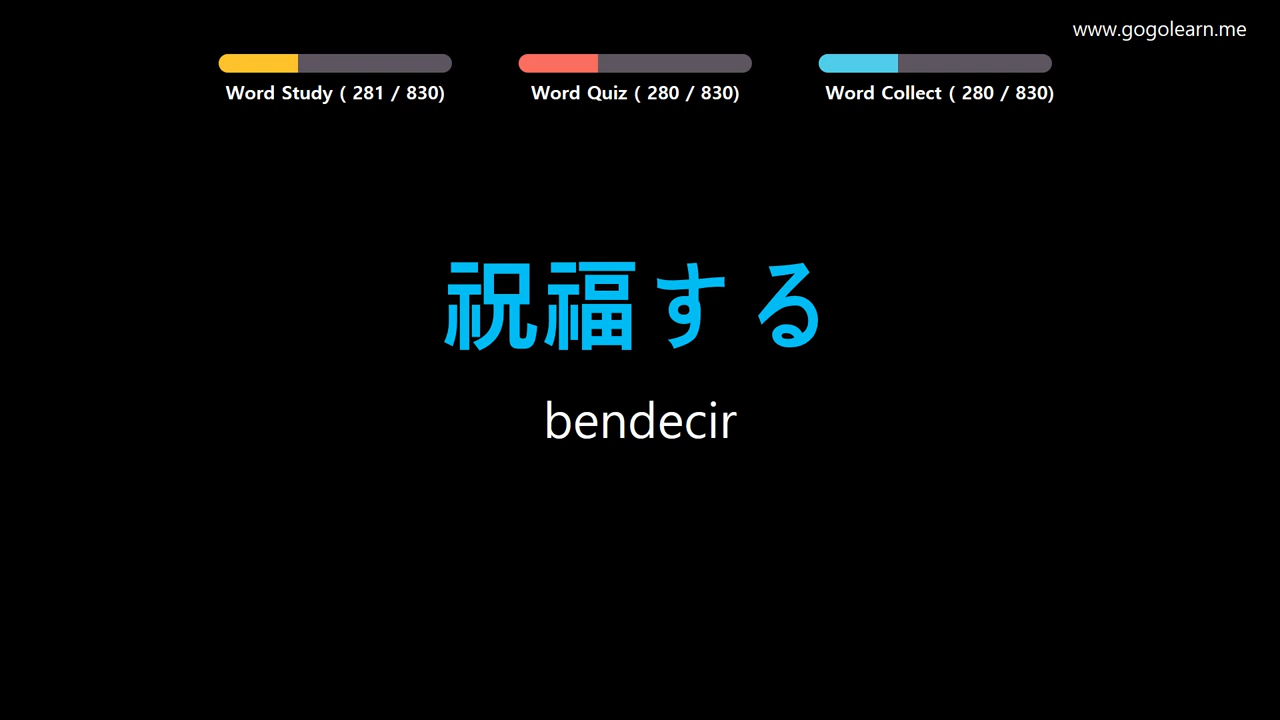 www.gogolearn.me
Word Study ( 281 / 830)
Word Quiz ( 280 / 830)
Word Collect ( 280 / 830)
祝福する
bendecir